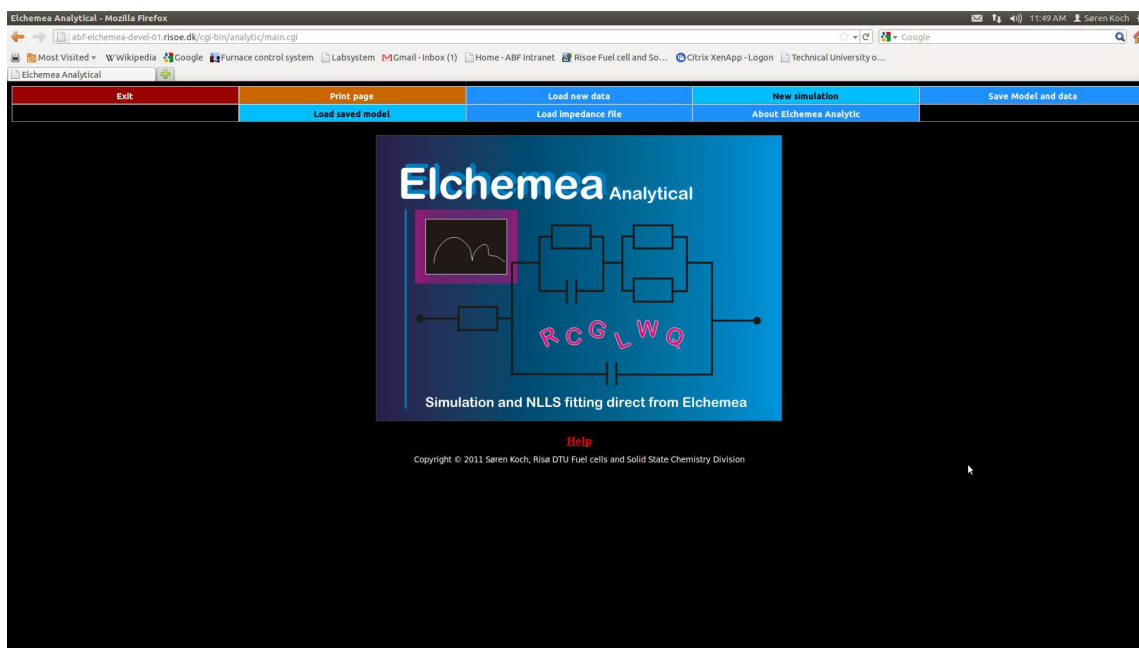 Elchemea Analytical - Mozilla Firefox
11:49 AM Søren Koch
abf-elchemea-devel-01.risoe.dk/cgi-bin/analytic/main.cgi
Google
Most Visited Wikipedia Google Furnace control system Labsystem Gmail - Inbox (1) Home - ABF Intranet Risoe Fuel cell and So... Citrix XenApp - Logon Technical University o...
Elchemea Analytical
Exit Print page Load new data New simulation Save Model and data
Load saved model Load impedance file About Elchemea Analytic
Elchemea Analytical
R C G L W Q
Simulation and NLLS fitting direct from Elchemea
Help
Copyright © 2011 Søren Koch, Risø DTU Fuel cells and Solid State Chemistry Division